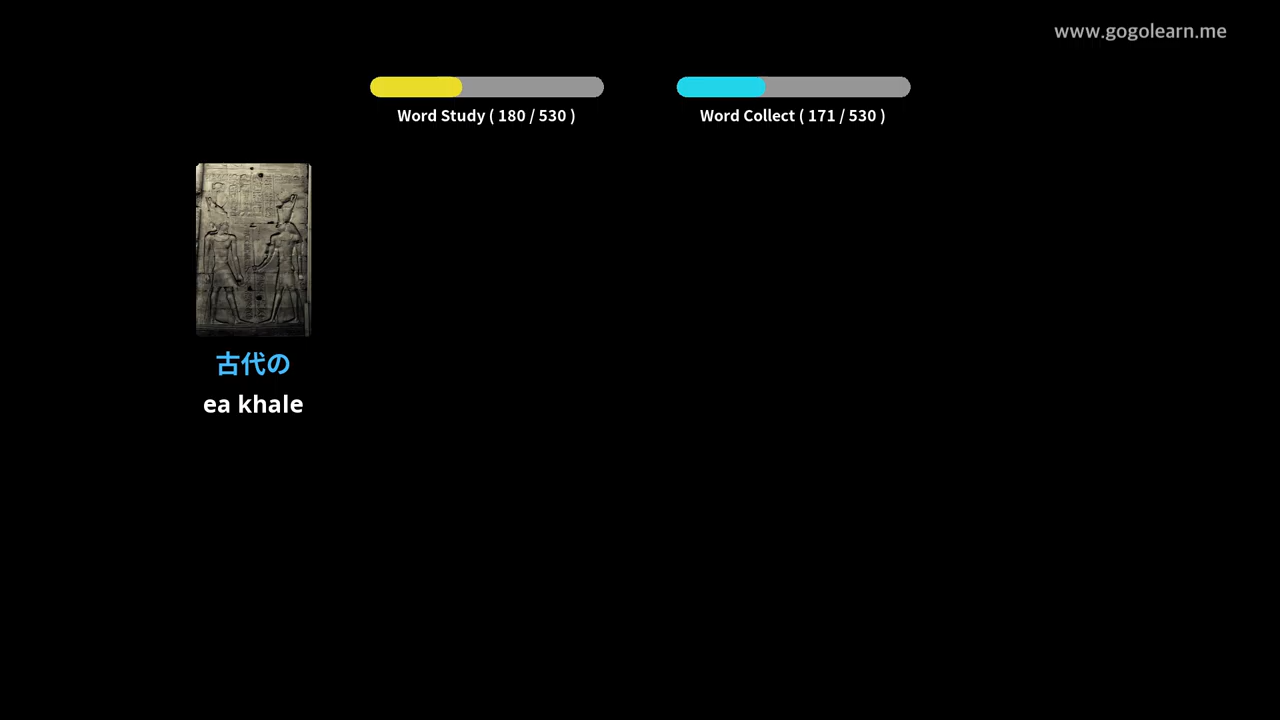 www.gogolearn.me
Word Study ( 180 / 530 )
Word Collect ( 171 / 530 )
古代の
ea khale